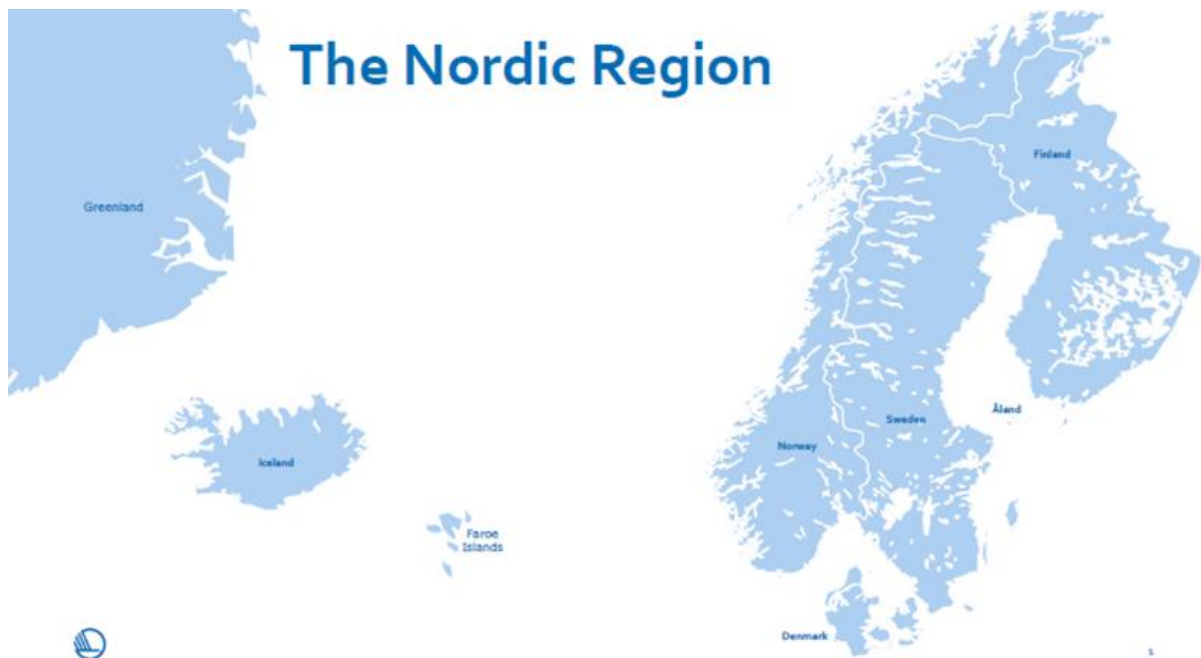 The Nordic Region
Greenland
Finland
Åland
Sweden
Norway
Iceland
Faroe
Islands
Denmark